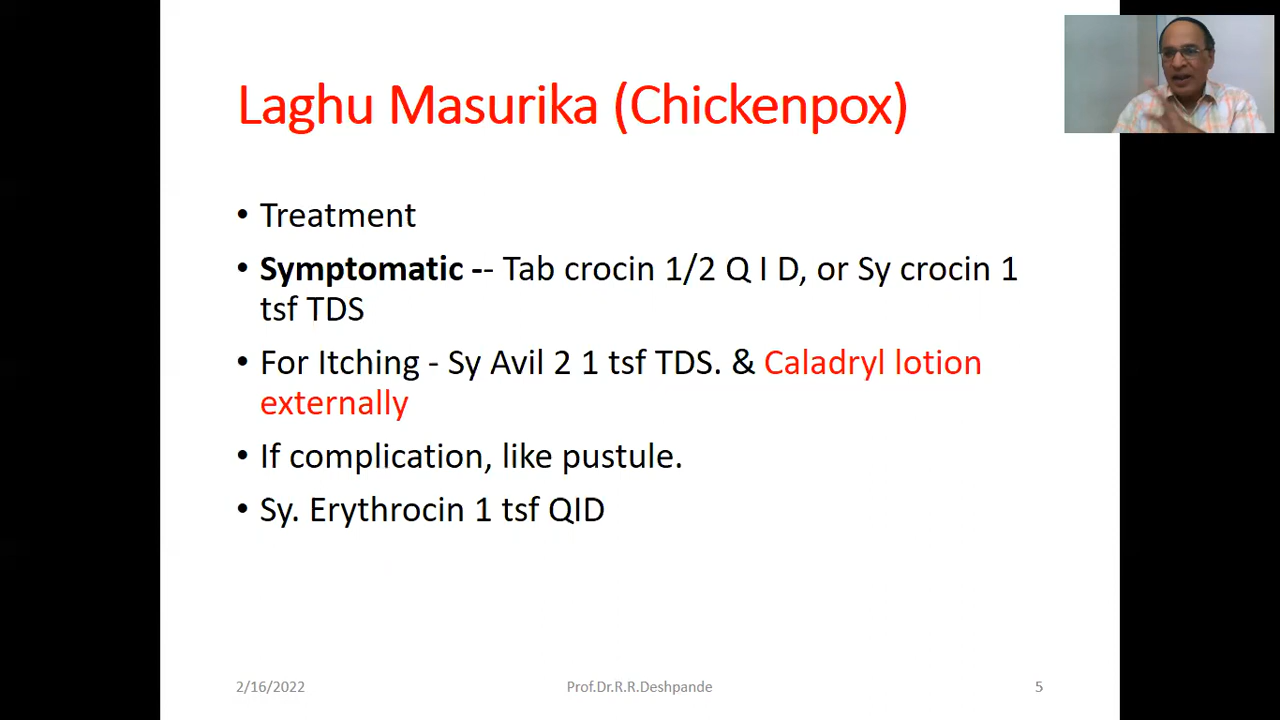 Laghu Masurika (Chickenpox)
• Treatment
• Symptomatic -- Tab crocin 1/2 Q I D, or Sy crocin 1
tsf TDS
• For Itching - Sy Avil 2 1 tsf TDS. & Caladryl lotion
externally
• If complication, like pustule.
• Sy. Erythrocin 1 tsf QID
2/16/2022
Prof.Dr.R.R.Deshpande
5